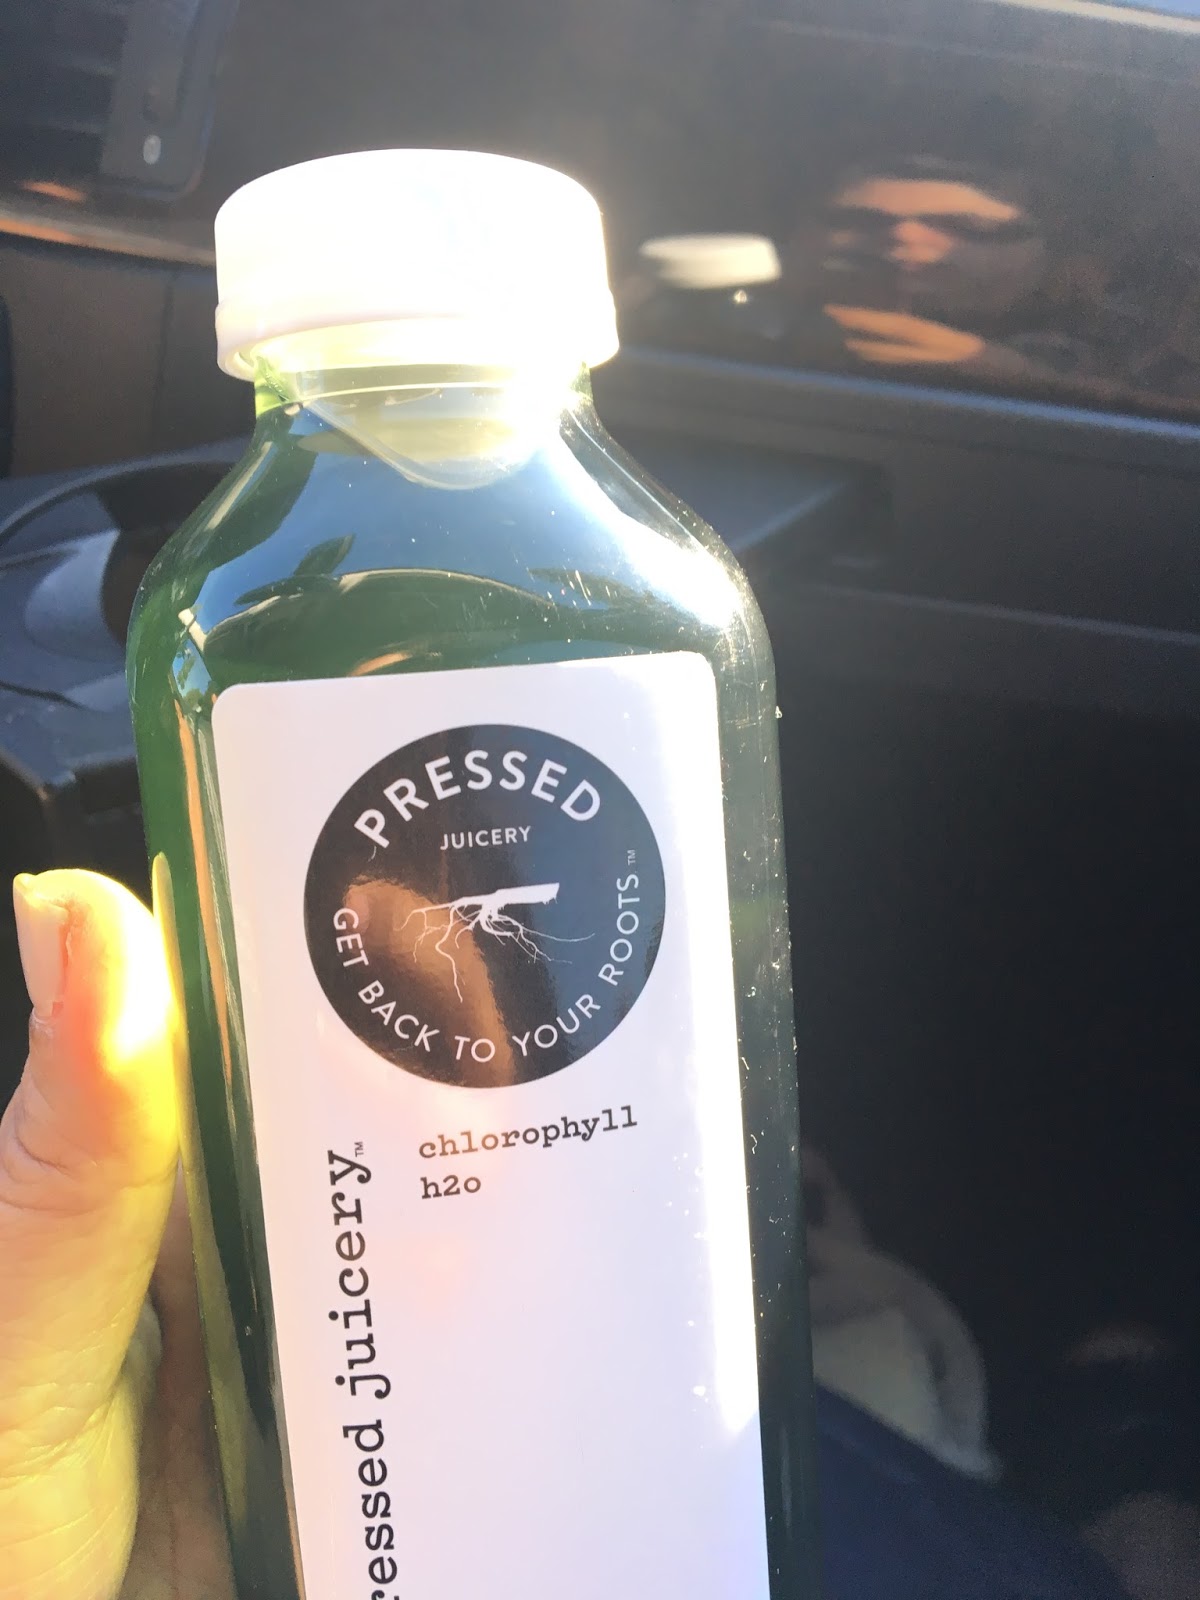 PRESSED
JUICERY
GET BACK TO YOUR ROOTS™
chlorophyll
h2o
ressed juicery™